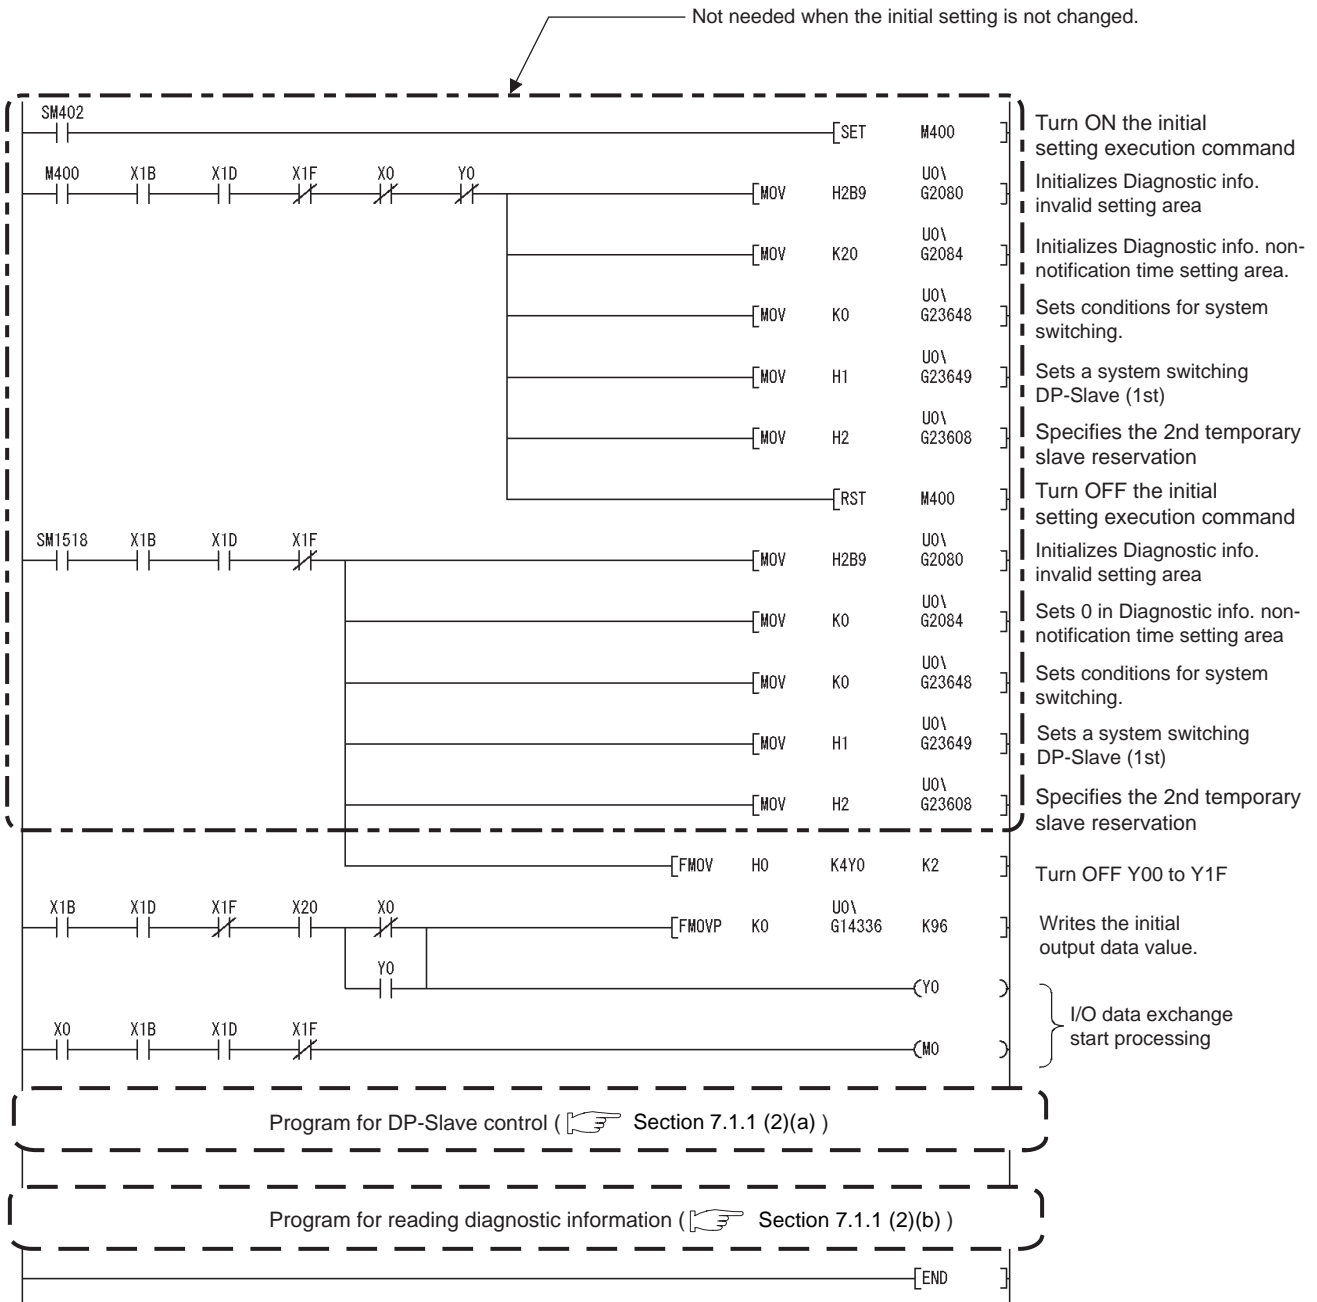 Not needed when the initial setting is not changed.
SM402
SET M400
Turn ON the initial
setting execution command
M400 X1B X1D X1F X0 Y0
MOV H2B9 U0\
G2080
Initializes Diagnostic info.
invalid setting area
MOV K20 U0\
G2084
Initializes Diagnostic info. non-
notification time setting area.
MOV K0 U0\
G23648
Sets conditions for system
switching.
MOV H1 U0\
G23649
Sets a system switching
DP-Slave (1st)
MOV H2 U0\
G23608
Specifies the 2nd temporary
slave reservation
RST M400
Turn OFF the initial
setting execution command
SM1518 X1B X1D X1F
MOV H2B9 U0\
G2080
Initializes Diagnostic info.
invalid setting area
MOV K0 U0\
G2084
Sets 0 in Diagnostic info. non-
notification time setting area
MOV K0 U0\
G23648
Sets conditions for system
switching.
MOV H1 U0\
G23649
Sets a system switching
DP-Slave (1st)
MOV H2 U0\
G23608
Specifies the 2nd temporary
slave reservation
FMOV H0 K4Y0 K2
Turn OFF Y00 to Y1F
X1B X1D X1F X20 X0
FMOVP K0 U0\
G14336 K96
Writes the initial
output data value.
Y0
Y0
I/O data exchange
start processing
X0 X1B X1D X1F
M0
Program for DP-Slave control ( Section 7.1.1 (2)(a) )
Program for reading diagnostic information ( Section 7.1.1 (2)(b) )
END